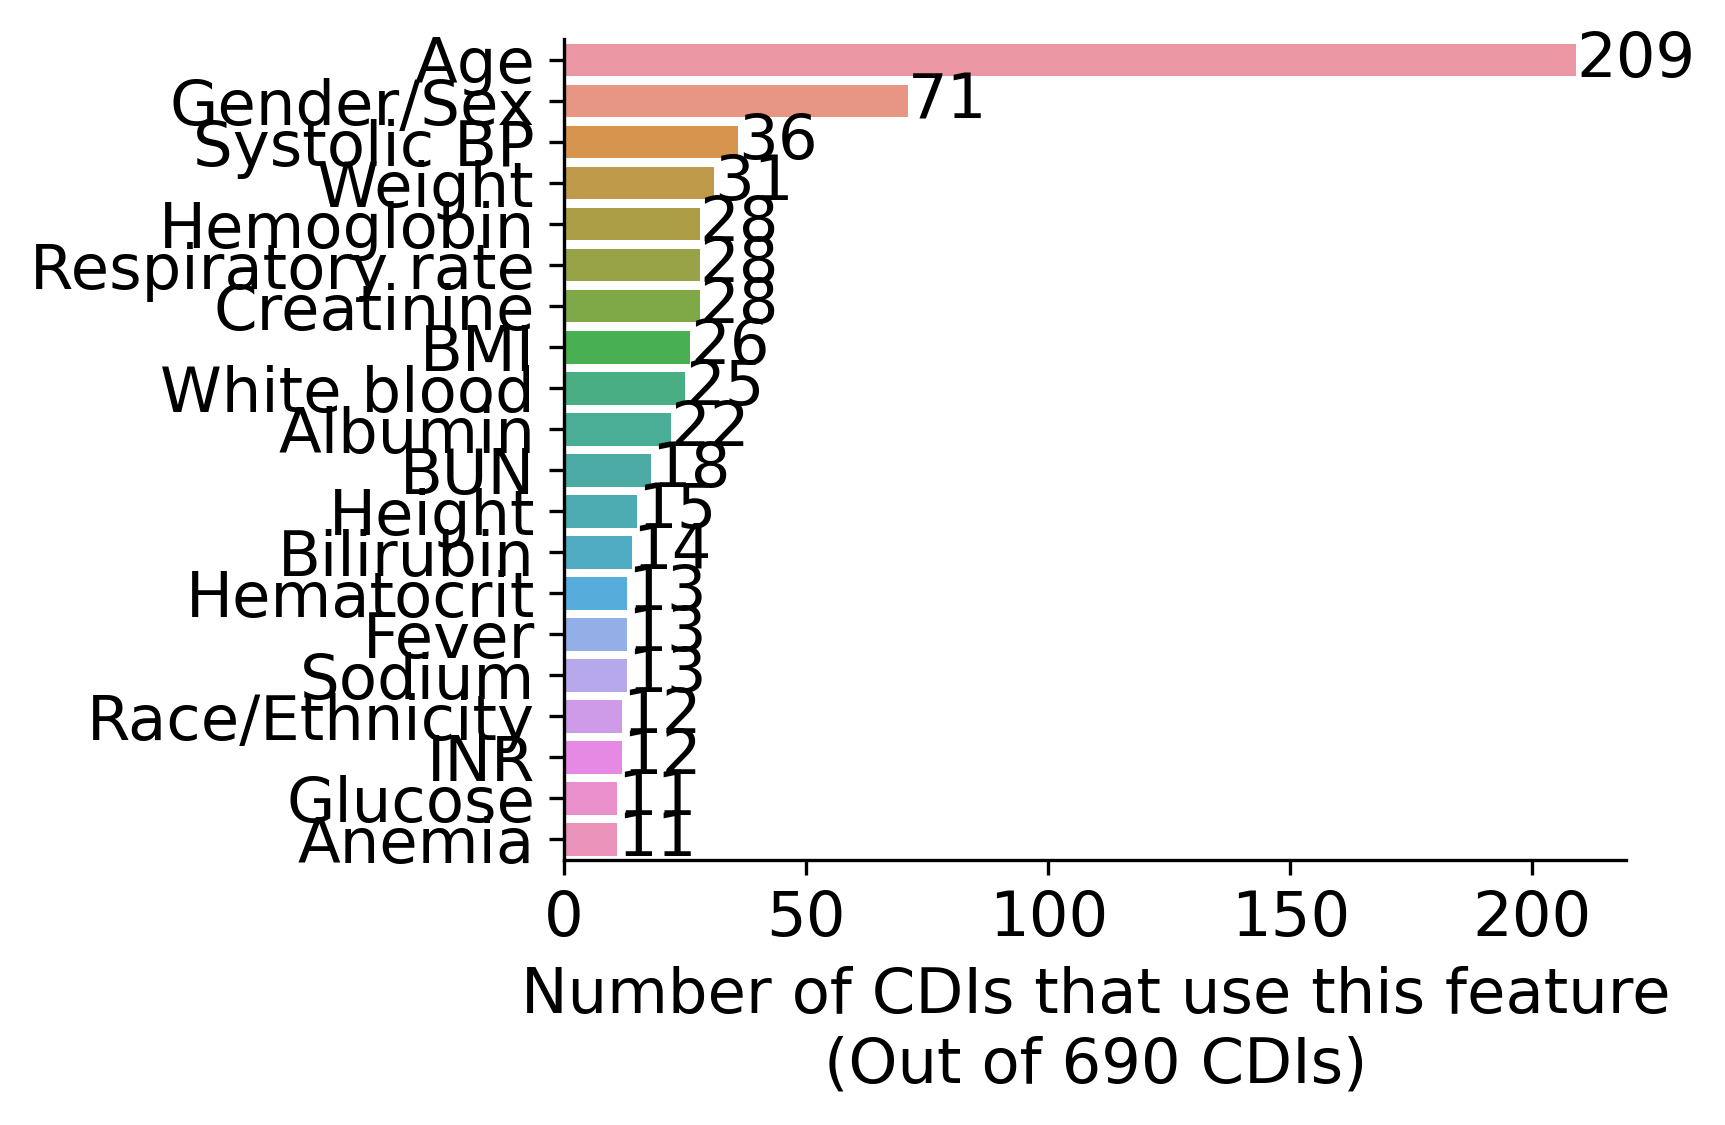 Age 209
Gender/Sex 71
Systolic BP 36
Weight 31
Hemoglobin 28
Respiratory rate 28
Creatinine 28
BMI 26
White blood 25
Albumin 22
BUN 18
Height 15
Bilirubin 14
Hematocrit 13
Fever 13
Sodium 13
Race/Ethnicity 12
INR 12
Glucose 11
Anemia 11
0 50 100 150 200
Number of CDIs that use this feature
(Out of 690 CDIs)